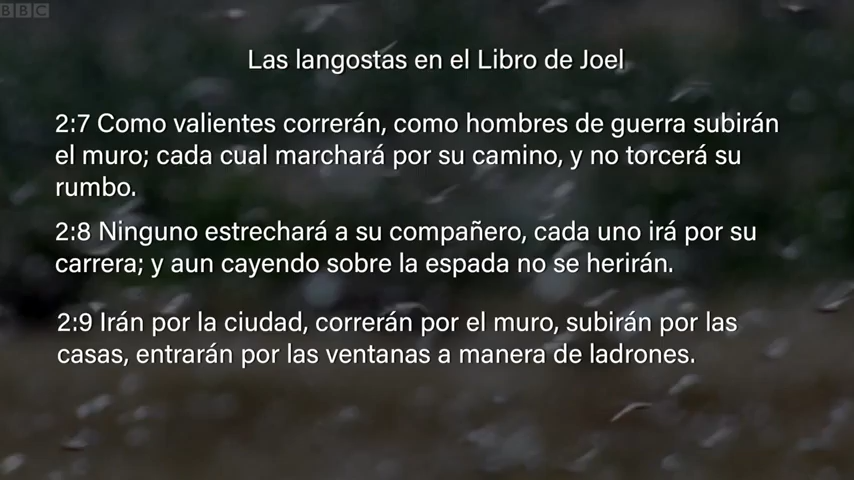 BBC
Las langostas en el Libro de Joel
2:7 Como valientes correrán, como hombres de guerra subirán
el muro; cada cual marchará por su camino, y no torcerá su
rumbo.
2:8 Ninguno estrechará a su compañero, cada uno irá por su
carrera; y aun cayendo sobre la espada no se herirán.
2:9 Irán por la ciudad, correrán por el muro, subirán por las
casas, entrarán por las ventanas a manera de ladrones.